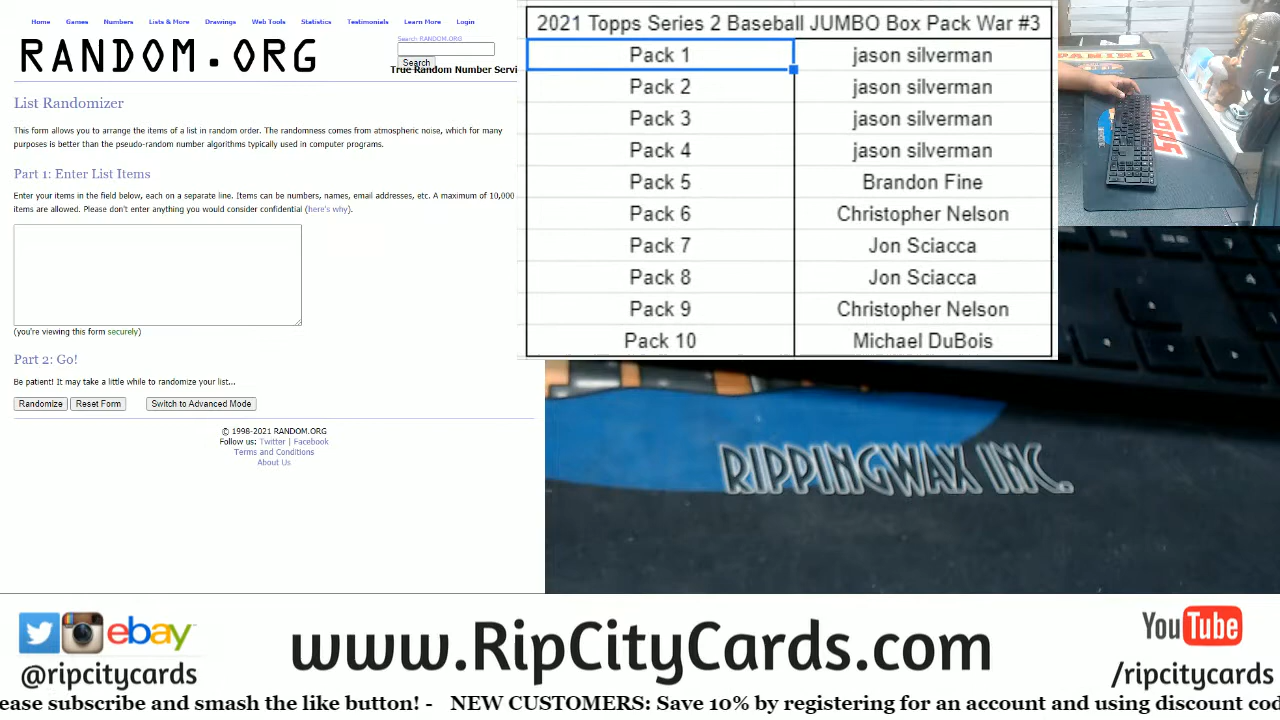 Home Games Numbers Lists & More Drawings Web Tools Statistics Testimonials Learn More Login
RANDOM.ORG
Search RANDOM.ORG
Search
True Random Number Servi
List Randomizer
This form allows you to arrange the items of a list in random order. The randomness comes from atmospheric noise, which for many
purposes is better than the pseudo-random number algorithms typically used in computer programs.
Part 1: Enter List Items
Enter your items in the field below, each on a separate line. Items can be numbers, names, email addresses, etc. A maximum of 10,000
items are allowed. Please don't enter anything you would consider confidential (here's why).
(you're viewing this form securely)
Part 2: Go!
Be patient! It may take a little while to randomize your list...
Randomize Reset Form Switch to Advanced Mode
© 1998-2021 RANDOM.ORG
Follow us: Twitter | Facebook
Terms and Conditions
About Us
2021 Topps Series 2 Baseball JUMBO Box Pack War #3
Pack 1 jason silverman
Pack 2 jason silverman
Pack 3 jason silverman
Pack 4 jason silverman
Pack 5 Brandon Fine
Pack 6 Christopher Nelson
Pack 7 Jon Sciacca
Pack 8 Jon Sciacca
Pack 9 Christopher Nelson
Pack 10 Michael DuBois
PANINI
topps
RIPPINGWAX INC.
ebay
@ripcitycards
www.RipCityCards.com
YouTube
/ripcitycards
ease subscribe and smash the like button! - NEW CUSTOMERS: Save 10% by registering for an account and using discount cod